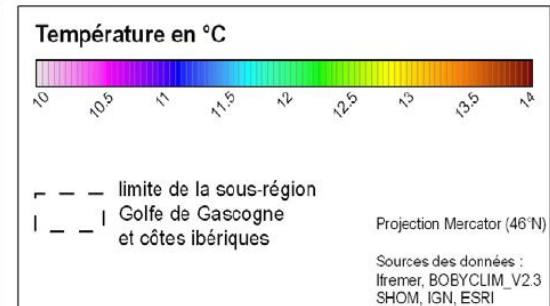 Température en °C
10 10.5 11 11.5 12 12.5 13 13.5 14
limite de la sous-région
Golfe de Gascogne
et côtes ibériques
Projection Mercator (46°N)
Sources des données :
Ifremer, BOBYCLIM_V2.3
SHOM, IGN, ESRI